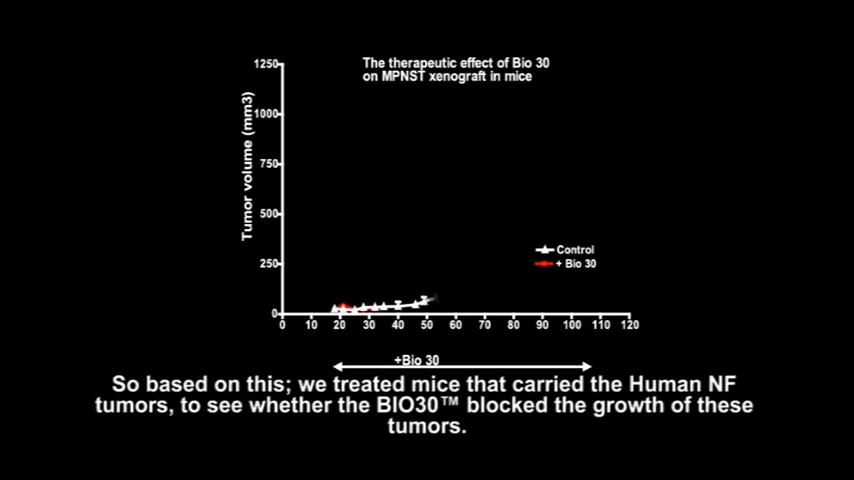 The therapeutic effect of Bio 30
on MPNST xenograft in mice
Tumor volume (mm3)
1250
1000
750
500
250
0
Control
+ Bio 30
0 10 20 30 40 50 60 70 80 90 100 110 120
+Bio 30
So based on this; we treated mice that carried the Human NF
tumors, to see whether the BIO30™ blocked the growth of these
tumors.